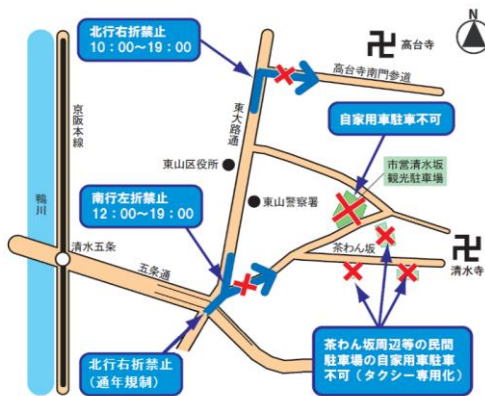 北行右折禁止
10：00～19：00
高台寺
N
高台寺南門参道
京阪本線
東大路通
自家用車駐車不可
市営清水坂
観光駐車場
東山区役所
鴨川
南行左折禁止
12：00～19：00
東山警察署
清水五条
五条通
茶わん坂
清水寺
北行右折禁止
（通年規制）
茶わん坂周辺等の民間
駐車場の自家用車駐車
不可（タクシー専用化）